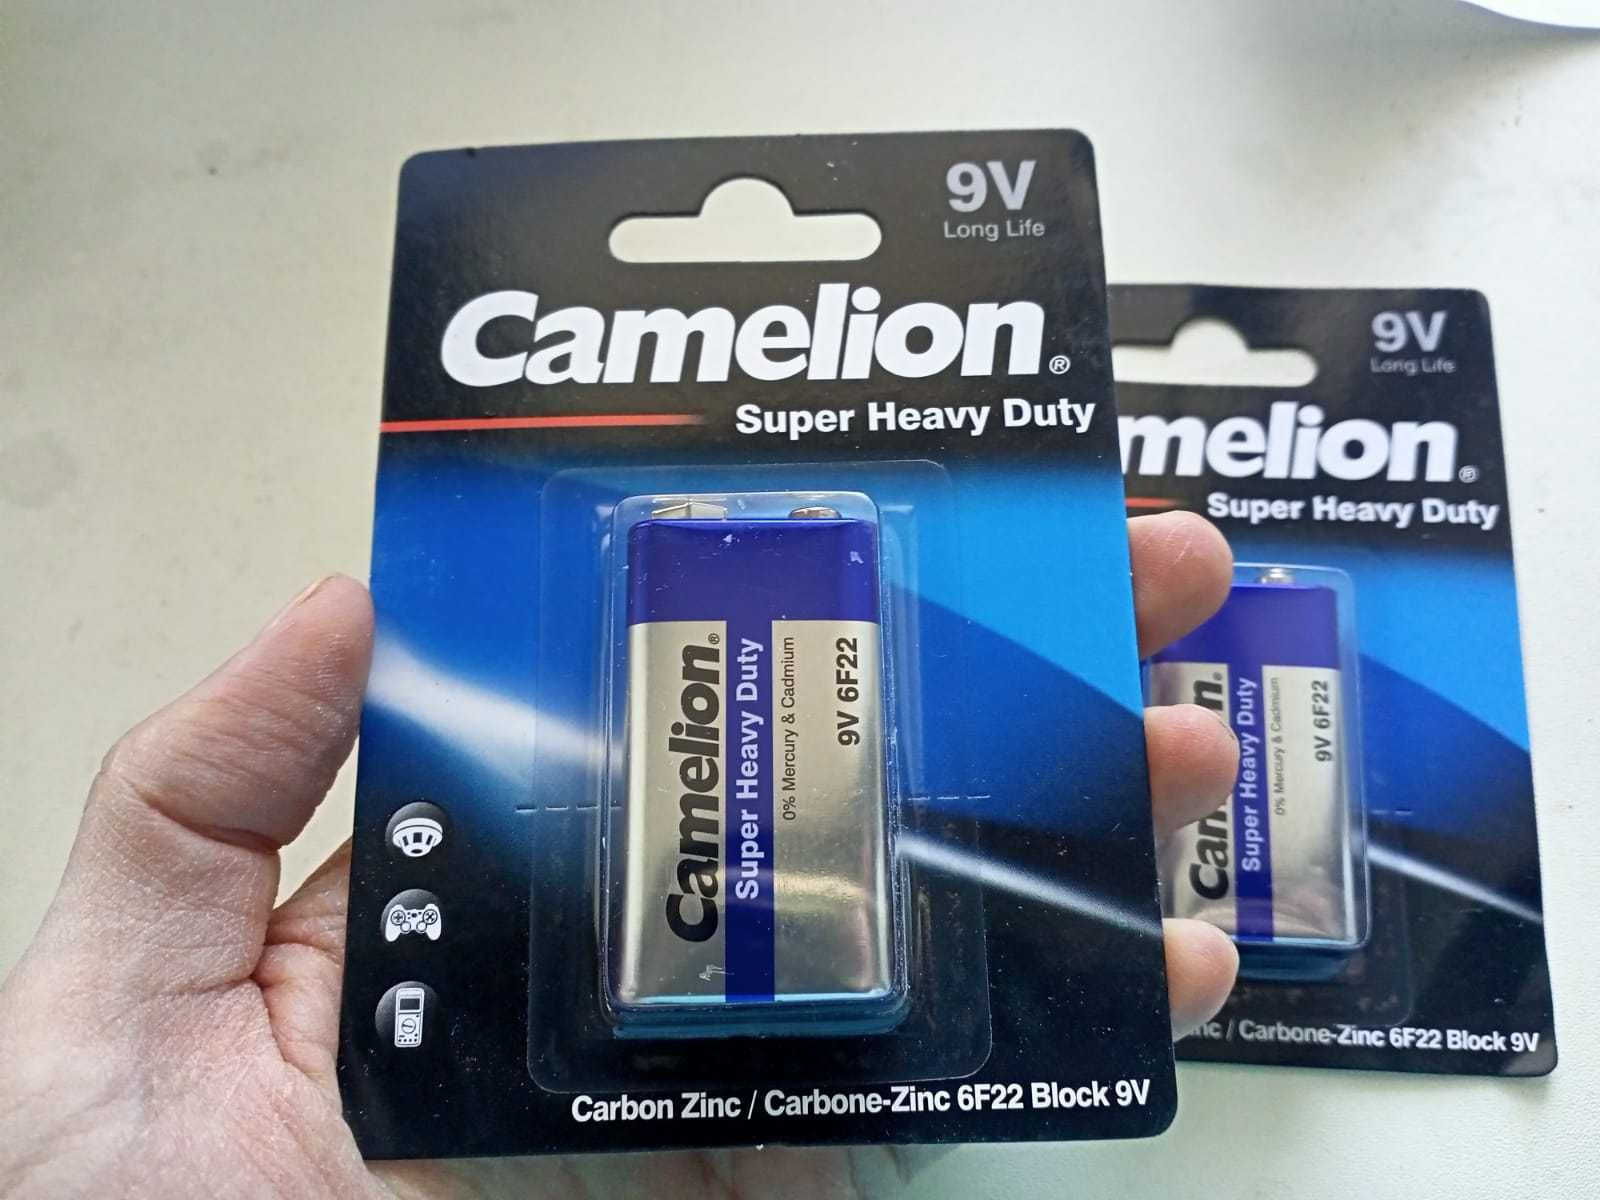 9V
Long Life
Camelion®
Super Heavy Duty
Camelion®
Super Heavy Duty
0% Mercury & Cadmium
9V 6F22
Carbon Zinc / Carbone-Zinc 6F22 Block 9V
9V
Long Life
melion®
Super Heavy Duty
Super Heavy Duty
0% Mercury & Cadmium
9V 6F22
/ Carbone-Zinc 6F22 Block 9V